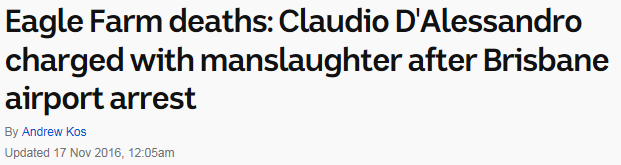 Eagle Farm deaths: Claudio D'Alessandro
charged with manslaughter after Brisbane
airport arrest
By Andrew Kos
Updated 17 Nov 2016, 12:05am